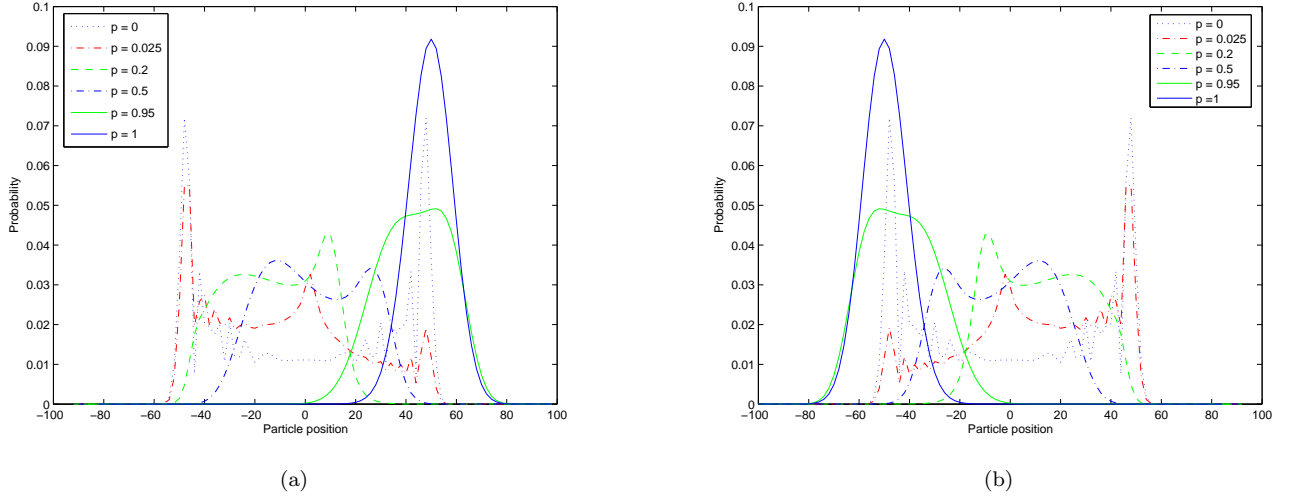 0.1
0.09
0.08
0.07
0.06
0.05
0.04
0.03
0.02
0.01
0
Probability
p = 0
p = 0.025
p = 0.2
p = 0.5
p = 0.95
p = 1
−100 −80 −60 −40 −20 0 20 40 60 80 100
Particle position
(a)
0.1
0.09
0.08
0.07
0.06
0.05
0.04
0.03
0.02
0.01
0
Probability
p = 0
p = 0.025
p = 0.2
p = 0.5
p = 0.95
p =1
−100 −80 −60 −40 −20 0 20 40 60 80 100
Particle position
(b)